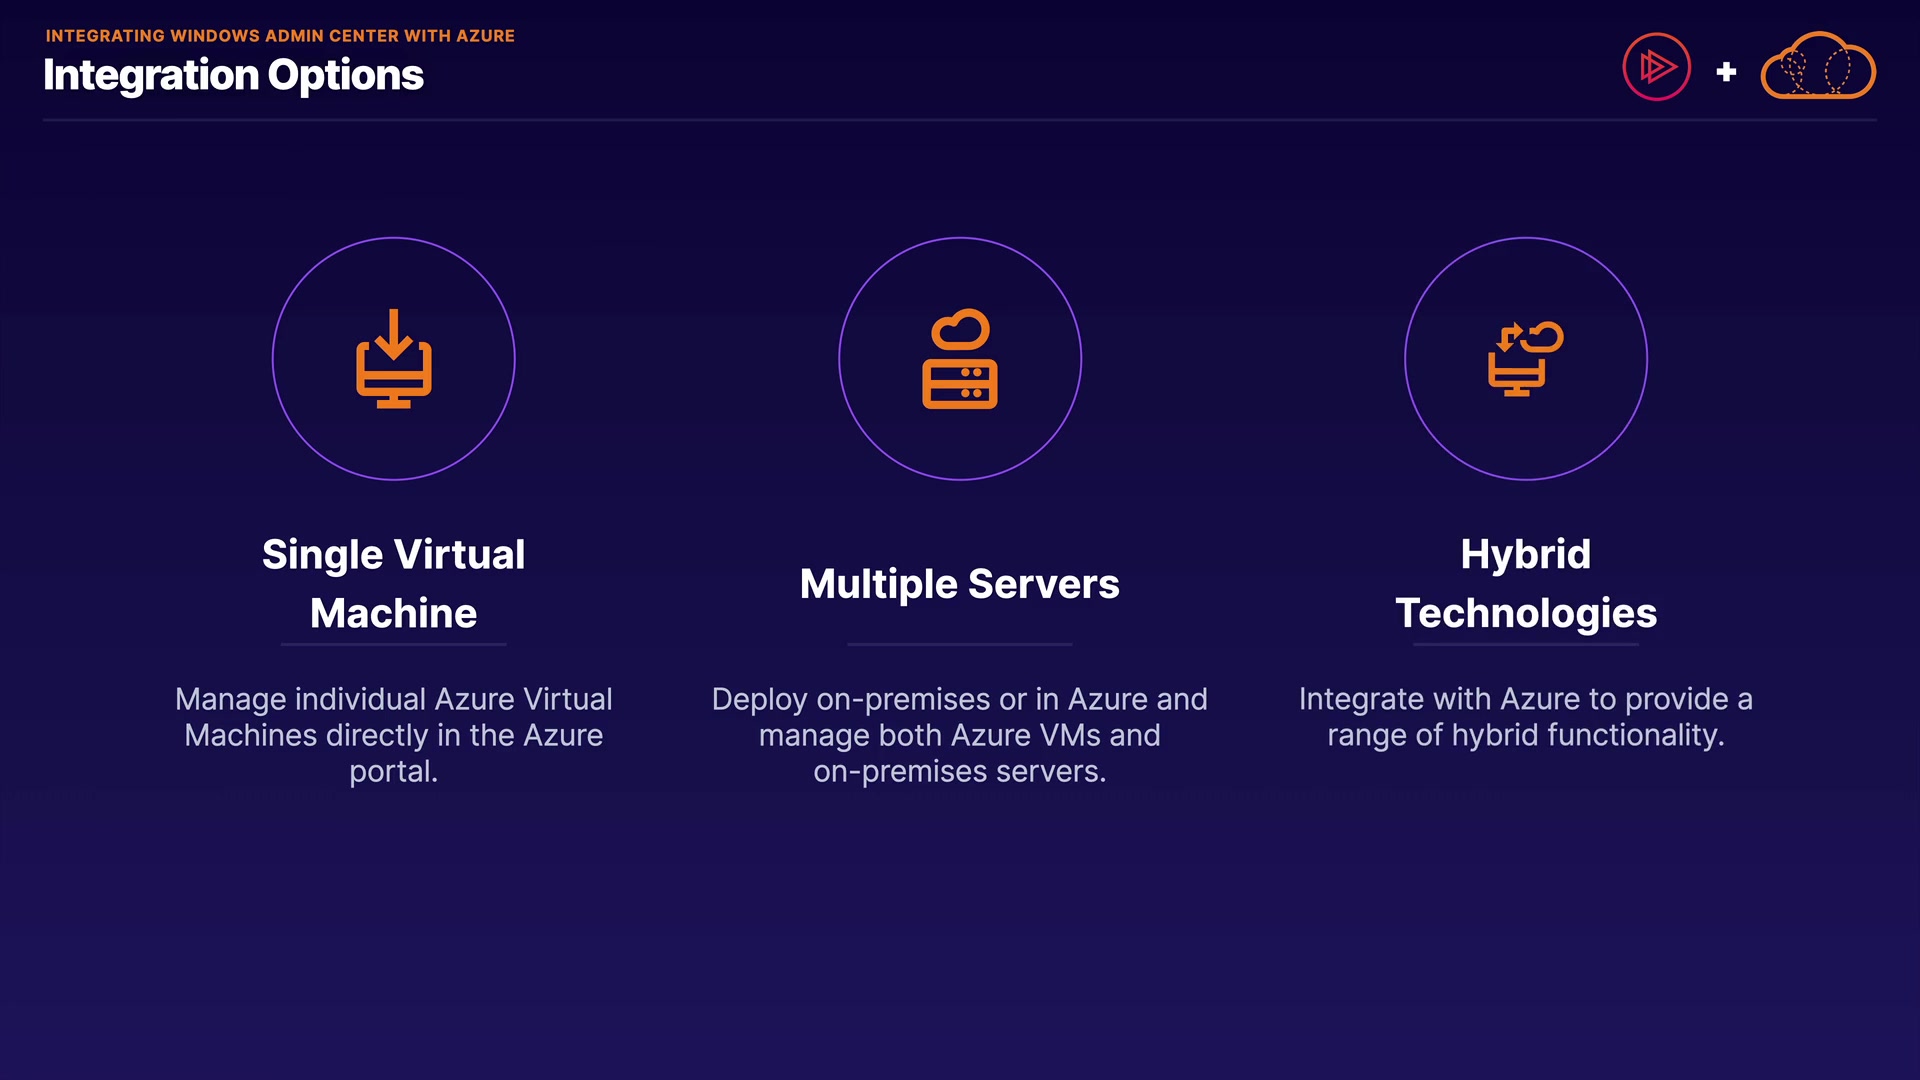 INTEGRATING WINDOWS ADMIN CENTER WITH AZURE
Integration Options
Single Virtual
Machine
Manage individual Azure Virtual
Machines directly in the Azure
portal.
Multiple Servers
Deploy on-premises or in Azure and
manage both Azure VMs and
on-premises servers.
Hybrid
Technologies
Integrate with Azure to provide a
range of hybrid functionality.